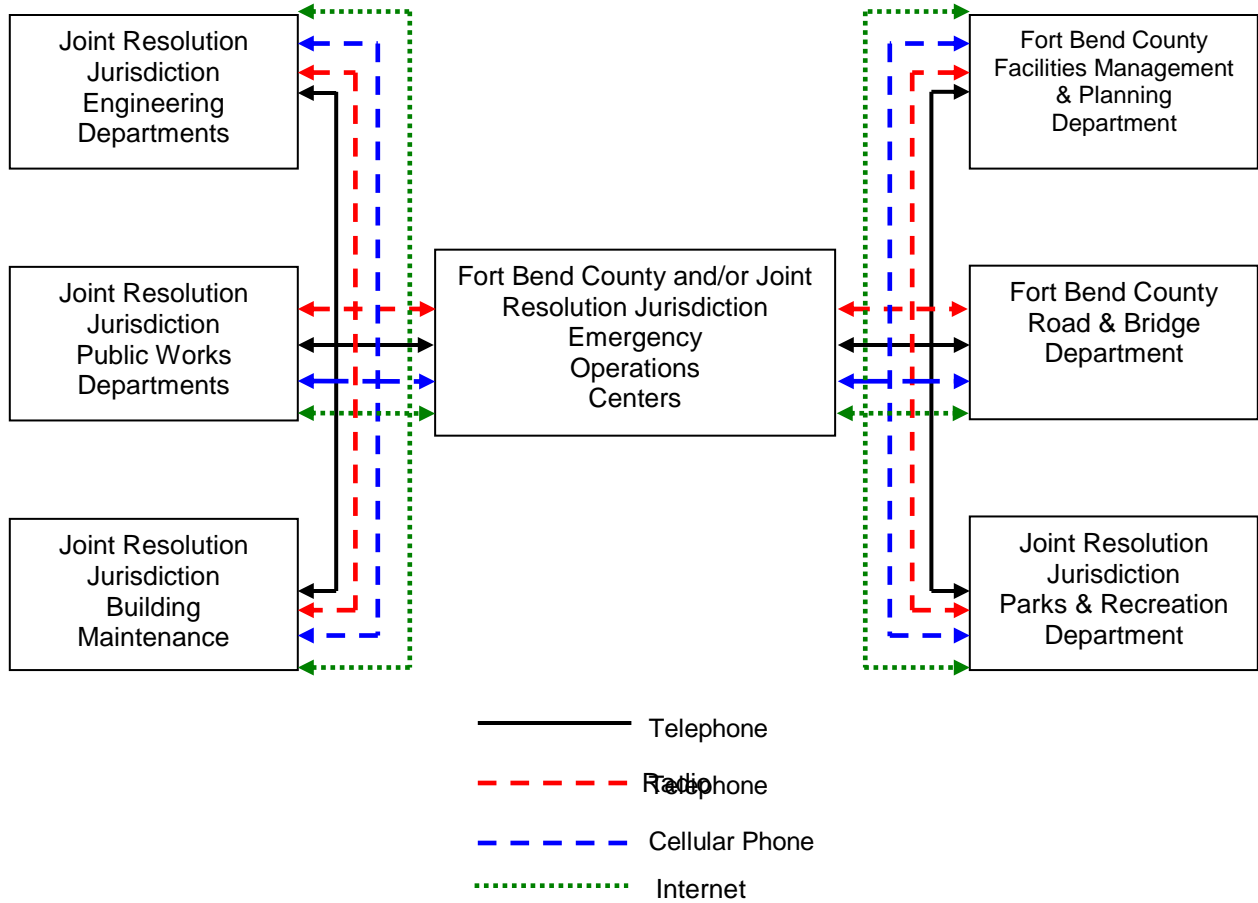 Joint Resolution
Jurisdiction
Engineering
Departments
Fort Bend County
Facilities Management
& Planning
Department
Joint Resolution
Jurisdiction
Public Works
Departments
Fort Bend County and/or Joint
Resolution Jurisdiction
Emergency
Operations
Centers
Fort Bend County
Road & Bridge
Department
Joint Resolution
Jurisdiction
Building
Maintenance
Joint Resolution
Jurisdiction
Parks & Recreation
Department
Telephone
Radio
Telephone
Cellular Phone
Internet